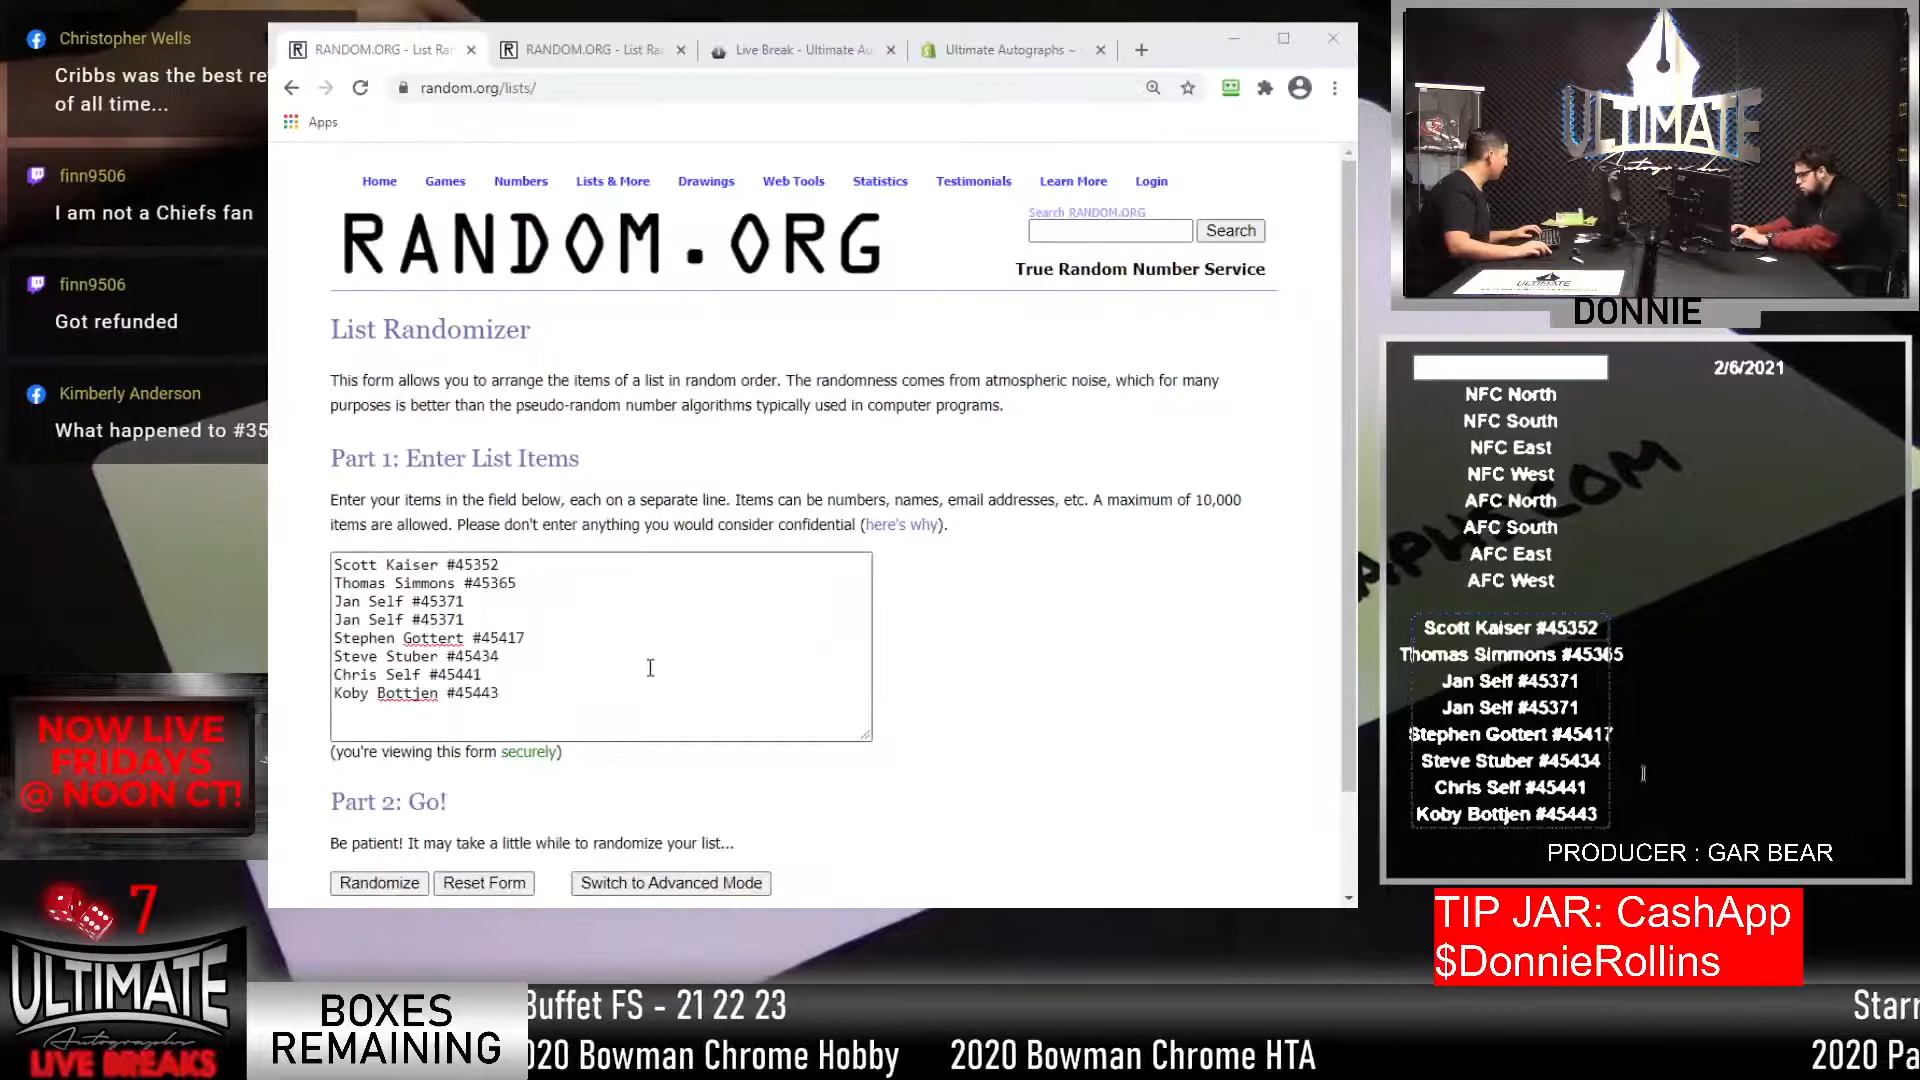 Christopher Wells
Cribbs was the best re
of all time...
finn9506
I am not a Chiefs fan
finn9506
Got refunded
Kimberly Anderson
What happened to #35
NOW LIVE
FRIDAYS
@ NOON CT!
7
ULTIMATE
Autographs
LIVE BREAKS
RANDOM.ORG - List Ra
RANDOM.ORG - List Ra
Live Break - Ultimate Au
Ultimate Autographs ~
random.org/lists/
Apps
Home Games Numbers Lists & More Drawings Web Tools Statistics Testimonials Learn More Login
RANDOM.ORG
Search RANDOM.ORG
Search
True Random Number Service
List Randomizer
This form allows you to arrange the items of a list in random order. The randomness comes from atmospheric noise, which for many
purposes is better than the pseudo-random number algorithms typically used in computer programs.
Part 1: Enter List Items
Enter your items in the field below, each on a separate line. Items can be numbers, names, email addresses, etc. A maximum of 10,000
items are allowed. Please don't enter anything you would consider confidential (here's why).
Scott Kaiser #45352
Thomas Simmons #45365
Jan Self #45371
Jan Self #45371
Stephen Gottert #45417
Steve Stuber #45434
Chris Self #45441
Koby Bottjen #45443
(you're viewing this form securely)
Part 2: Go!
Be patient! It may take a little while to randomize your list...
Randomize Reset Form Switch to Advanced Mode
ULTIMATE
Autographs
ULTIMATE
DONNIE
2/6/2021
NFC North
NFC South
NFC East
NFC West
AFC North
AFC South
AFC East
AFC West
Scott Kaiser #45352
Thomas Simmons #45365
Jan Self #45371
Jan Self #45371
Stephen Gottert #45417
Steve Stuber #45434
Chris Self #45441
Koby Bottjen #45443
PRODUCER : GAR BEAR
TIP JAR: CashApp
$DonnieRollins
BOXES
REMAINING
Buffet FS - 21 22 23
Starr
020 Bowman Chrome Hobby 2020 Bowman Chrome HTA 2020 Pa